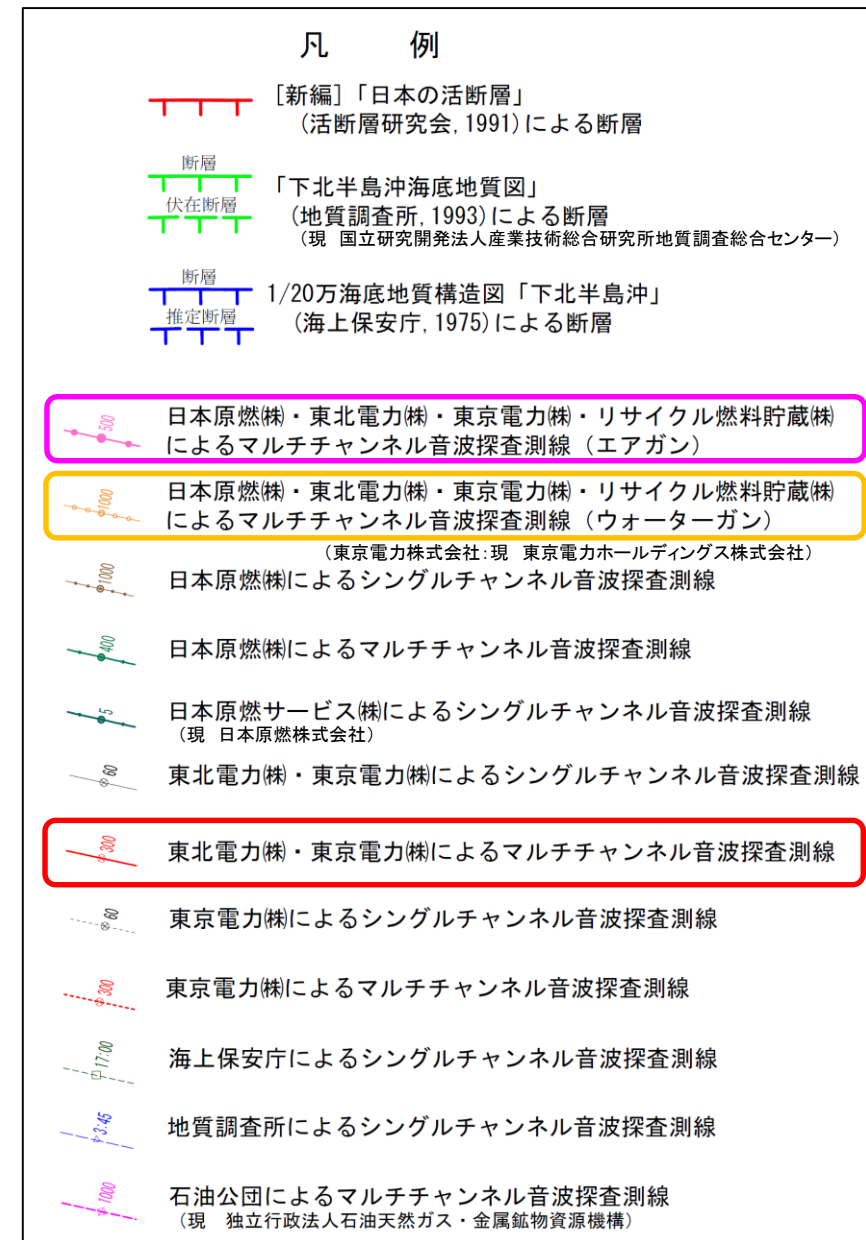 凡 例
[新編]「日本の活断層」
(活断層研究会,1991)による断層
断層
伏在断層
「下北半島沖海底地質図」
(地質調査所,1993)による断層
(現 国立研究開発法人産業技術総合研究所地質調査総合センター)
断層
推定断層
1/20万海底地質構造図「下北半島沖」
(海上保安庁,1975)による断層
500
日本原燃㈱・東北電力㈱・東京電力㈱・リサイクル燃料貯蔵㈱
によるマルチチャンネル音波探査測線(エアガン)
1000
日本原燃㈱・東北電力㈱・東京電力㈱・リサイクル燃料貯蔵㈱
によるマルチチャンネル音波探査測線(ウォーターガン)
(東京電力株式会社:現 東京電力ホールディングス株式会社)
1000
日本原燃㈱によるシングルチャンネル音波探査測線
400
日本原燃㈱によるマルチチャンネル音波探査測線
5
日本原燃サービス㈱によるシングルチャンネル音波探査測線
(現 日本原燃株式会社)
60
東北電力㈱・東京電力㈱によるシングルチャンネル音波探査測線
300
東北電力㈱・東京電力㈱によるマルチチャンネル音波探査測線
60
東京電力㈱によるシングルチャンネル音波探査測線
300
東京電力㈱によるマルチチャンネル音波探査測線
17:00
海上保安庁によるシングルチャンネル音波探査測線
3:45
地質調査所によるシングルチャンネル音波探査測線
1000
石油公団によるマルチチャンネル音波探査測線
(現 独立行政法人石油天然ガス・金属鉱物資源機構)